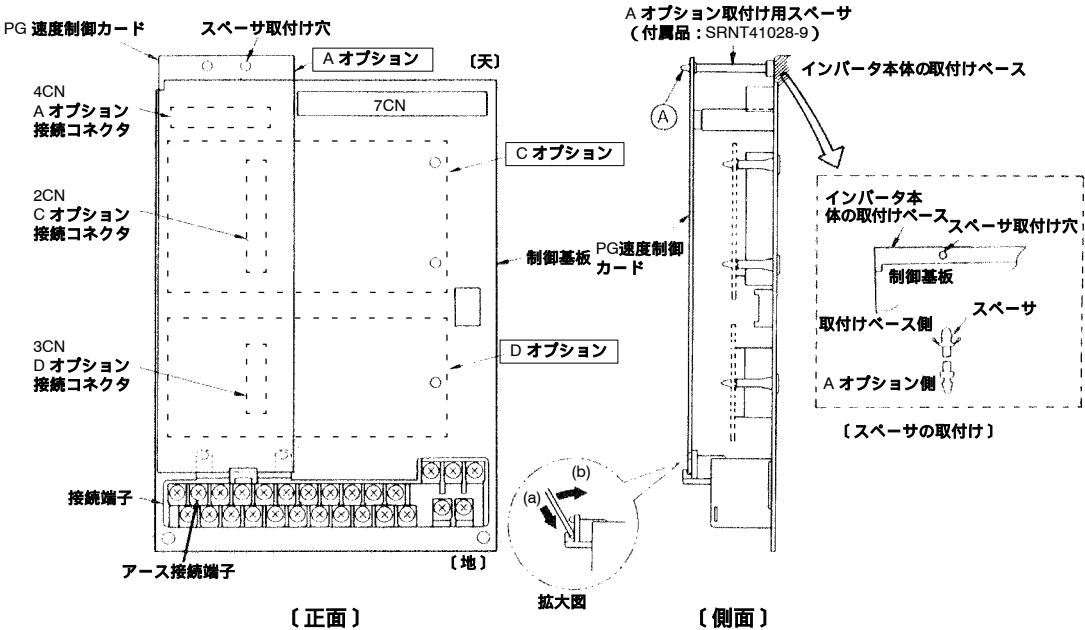 PG 速度制御カード
スペーサ取付け穴
A オプション
〔天〕
4CN
A オプション
接続コネクタ
7CN
C オプション
2CN
C オプション
接続コネクタ
制御基板
3CN
D オプション
接続コネクタ
D オプション
接続端子
アース接続端子
〔地〕
〔正面〕
A オプション取付け用スペーサ
(付属品:SRNT41028-9)
インバータ本体の取付けベース
A
PG速度制御
カード
インバータ本
体の取付けベース
スペーサ取付け穴
制御基板
スペーサ
取付けベース側
A オプション側
〔スペーサの取付け〕
(b)
(a)
拡大図
〔側面〕